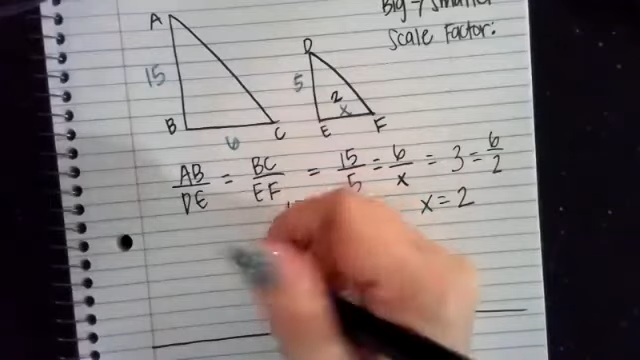 Big → smaller
Scale Factor:
A
D
15
5
2
x
B
C
E
F
6
AB/DE = BC/EF = 15/5 = 6/x = 3 = 6/2
x = 2